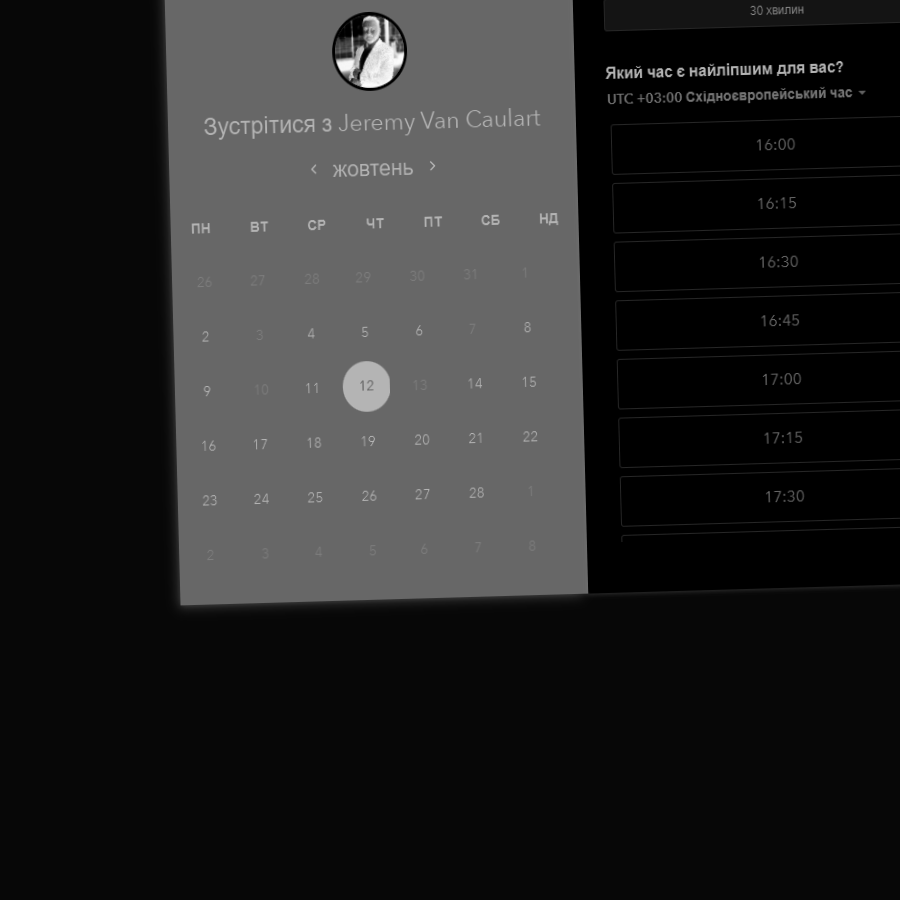 Зустрітися з Jeremy Van Caulart
жовтень
ПН ВТ СР ЧТ ПТ СБ НД
26 27 28 29 30 31 1
2 3 4 5 6 7 8
9 10 11 12 13 14 15
16 17 18 19 20 21 22
23 24 25 26 27 28 1
2 3 4 5 6 7 8
30 хвилин
Який час є найліпшим для вас?
UTC +03:00 Східноєвропейський час
16:00
16:15
16:30
16:45
17:00
17:15
17:30